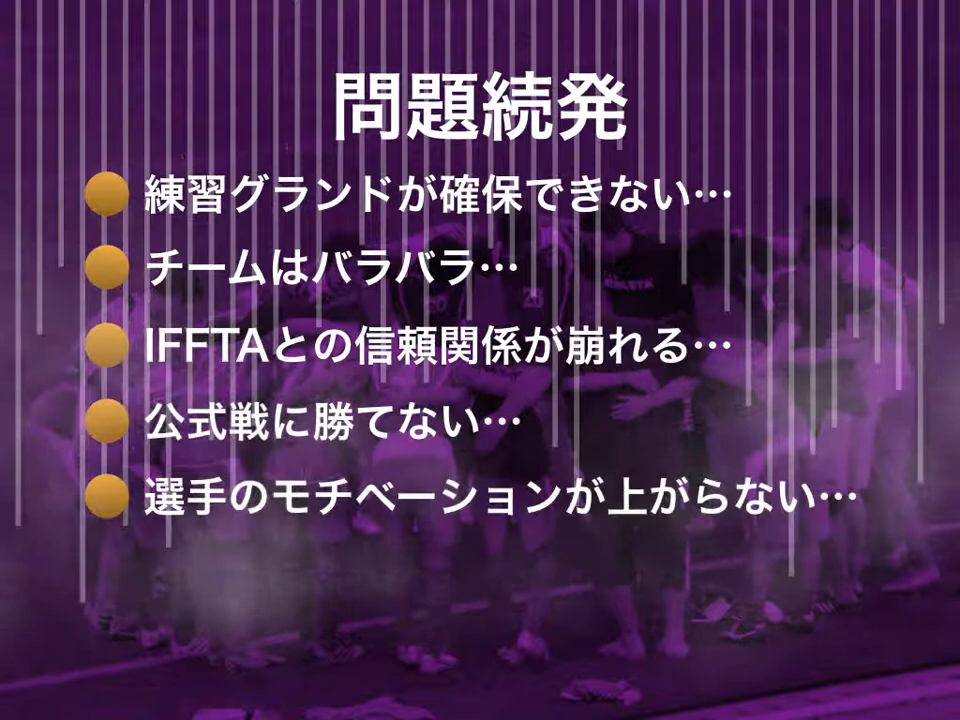 問題続発
練習グランドが確保できない…
チームはバラバラ…
IFFTAとの信頼関係が崩れる…
公式戦に勝てない…
選手のモチベーションが上がらない…
ATHLETA